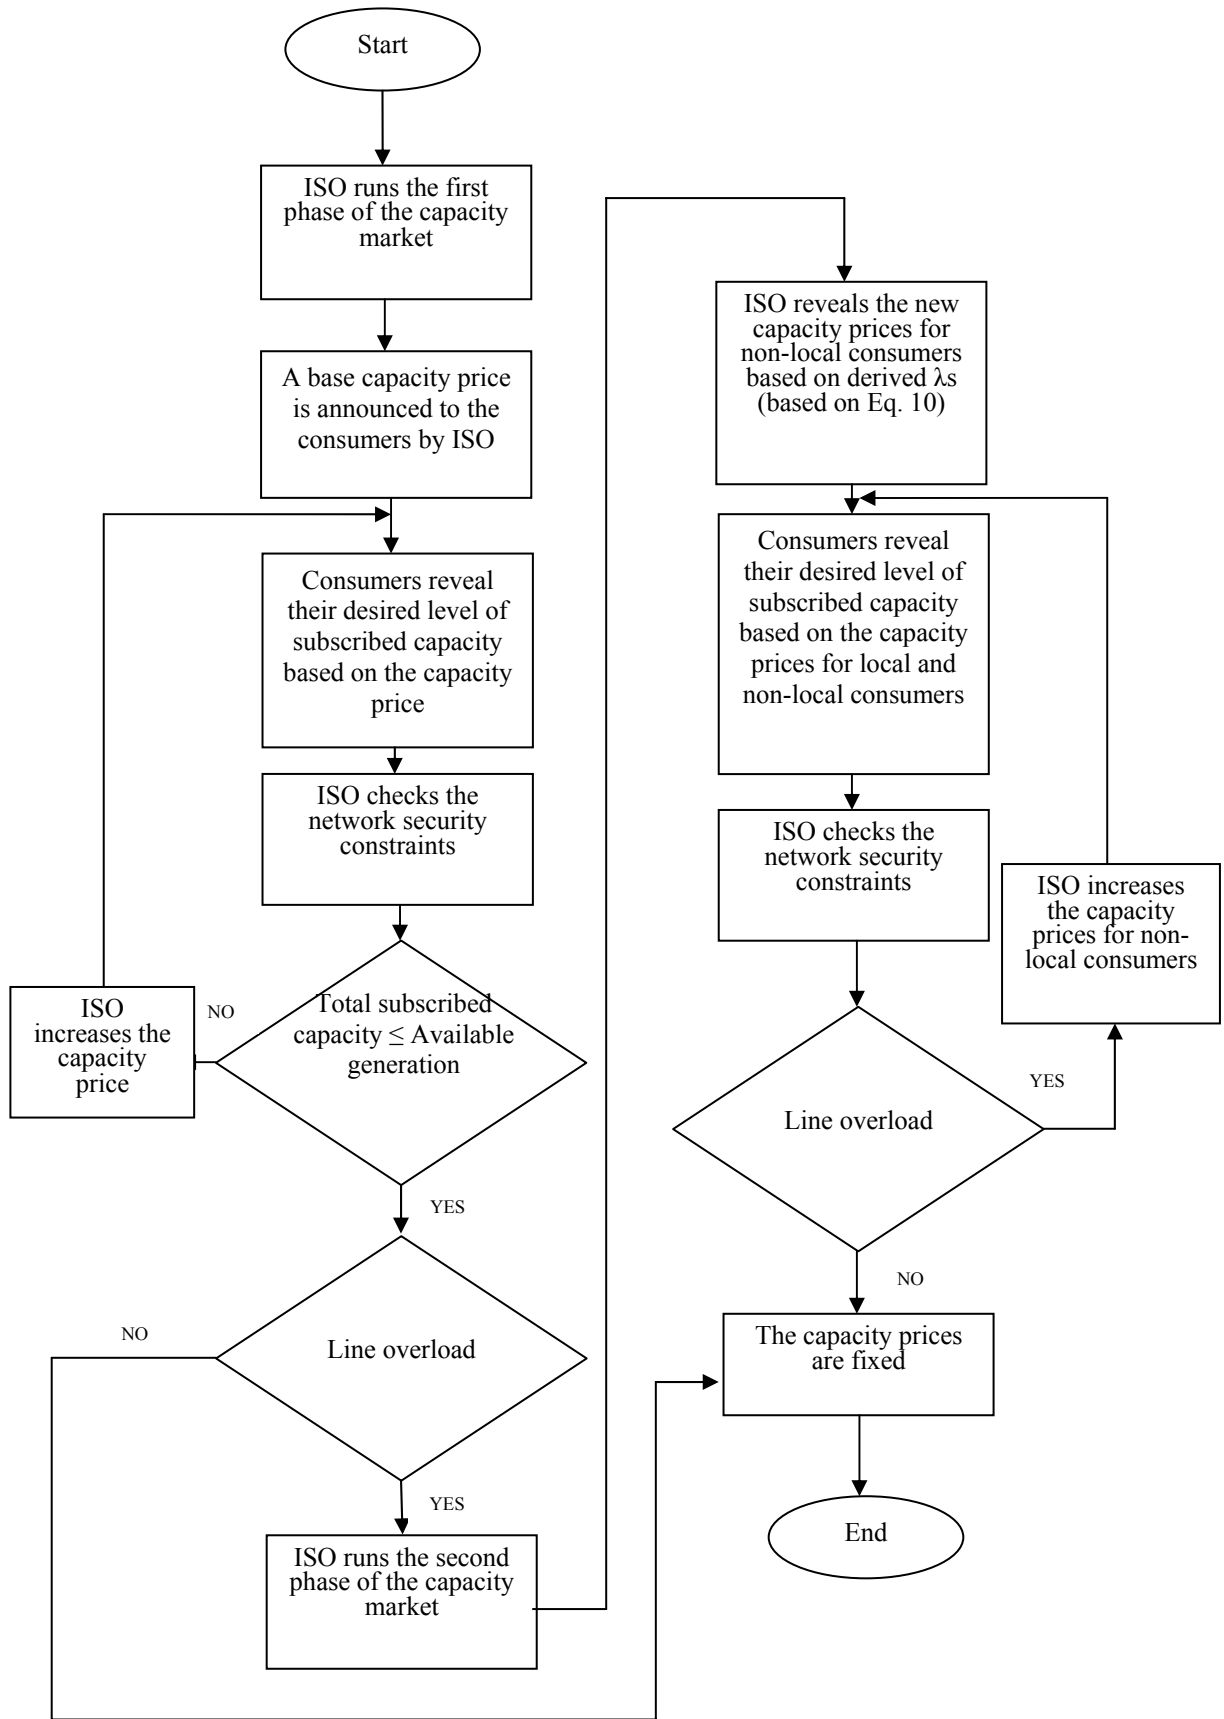 Start
ISO runs the first
phase of the capacity
market
A base capacity price
is announced to the
consumers by ISO
Consumers reveal
their desired level of
subscribed capacity
based on the capacity
price
ISO checks the
network security
constraints
Total subscribed
capacity ≤ Available
generation
NO
ISO
increases the
capacity
price
YES
Line overload
NO
YES
ISO runs the second
phase of the capacity
market
ISO reveals the new
capacity prices for
non-local consumers
based on derived λs
(based on Eq. 10)
Consumers reveal
their desired level of
subscribed capacity
based on the capacity
prices for local and
non-local consumers
ISO checks the
network security
constraints
ISO increases
the capacity
prices for non-
local consumers
Line overload
YES
NO
The capacity prices
are fixed
End